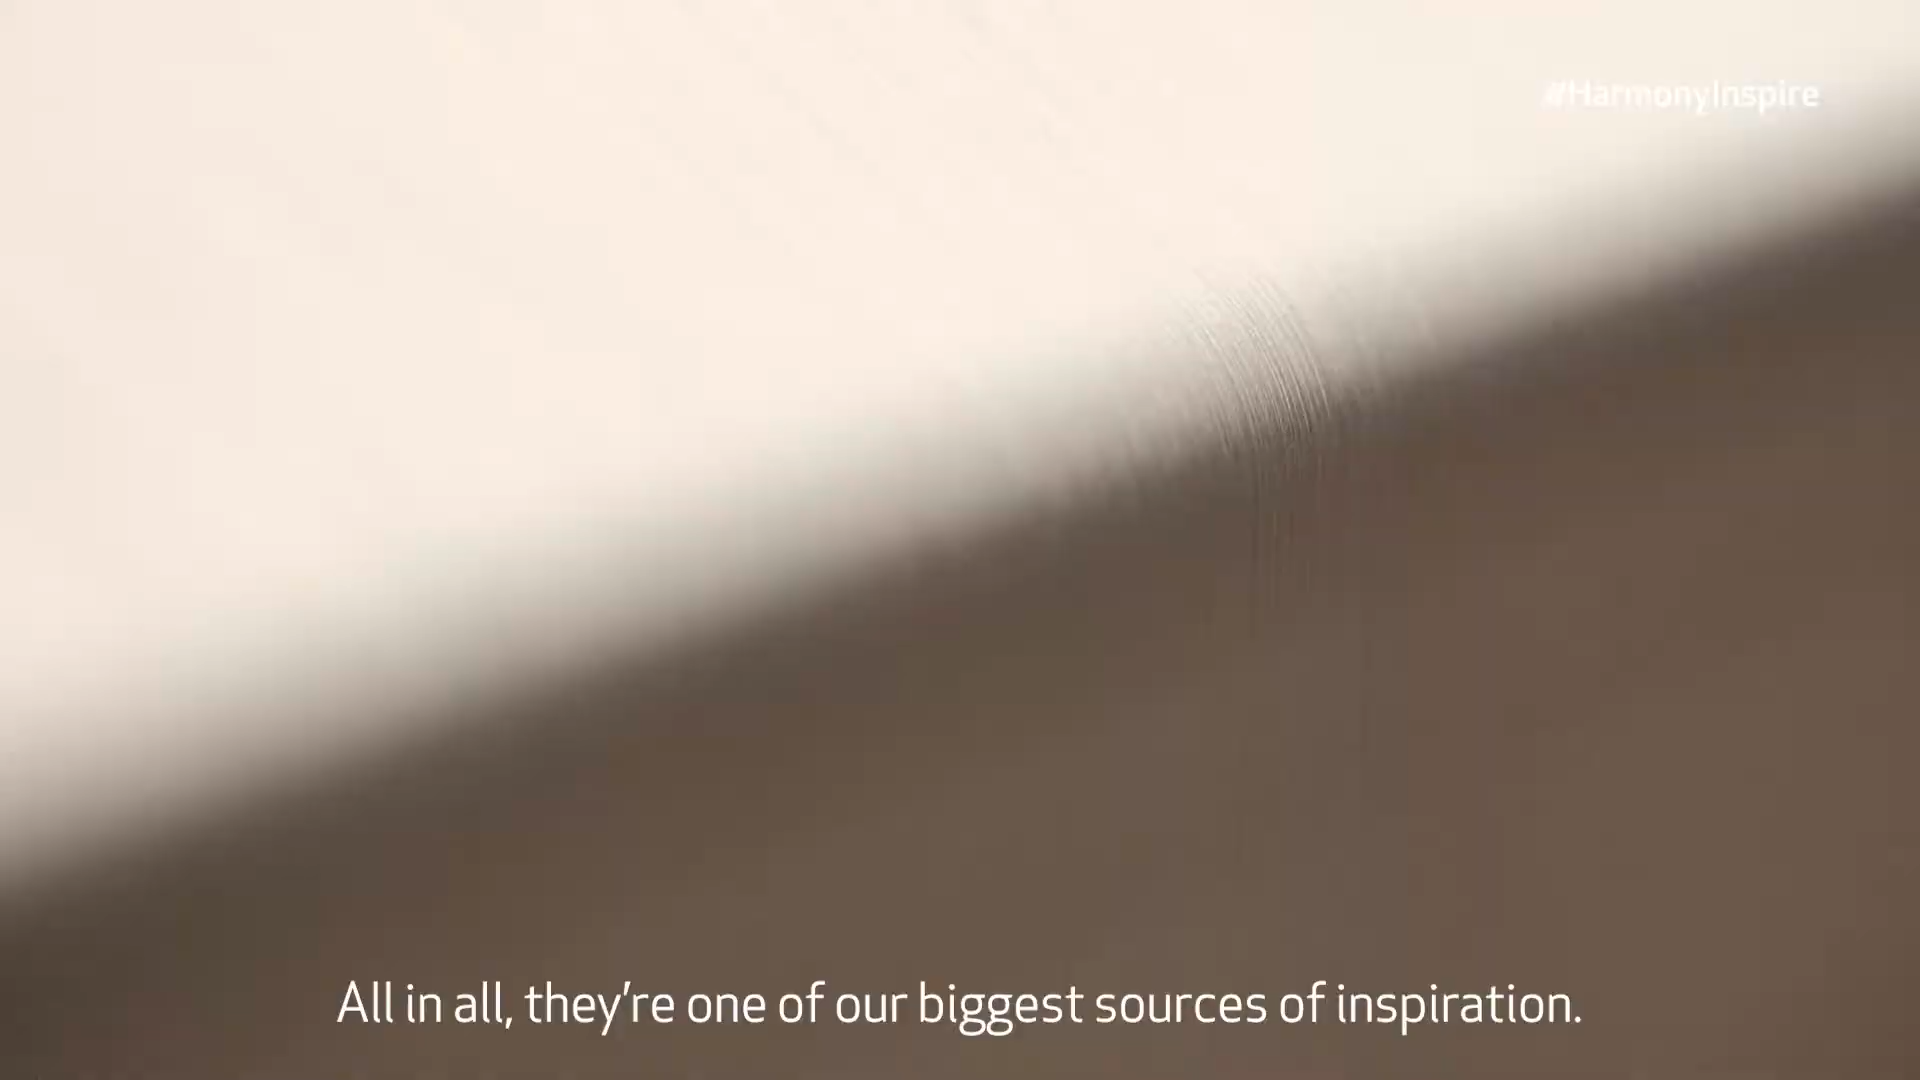 #HarmonyInspire
All in all, they're one of our biggest sources of inspiration.